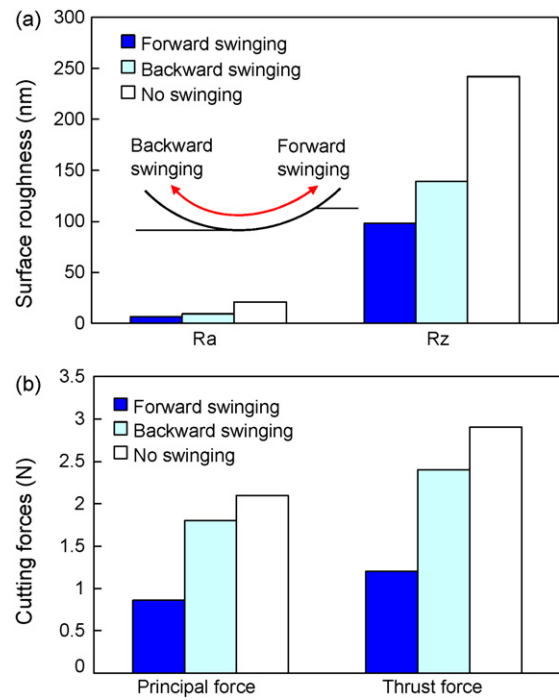 (a)
300
250
200
150
100
50
0
Surface roughness (nm)
Forward swinging
Backward swinging
No swinging
Backward
swinging
Forward
swinging
Ra
Rz
(b)
3.5
3
2.5
2
1.5
1
0.5
0
Cutting forces (N)
Forward swinging
Backward swinging
No swinging
Principal force
Thrust force